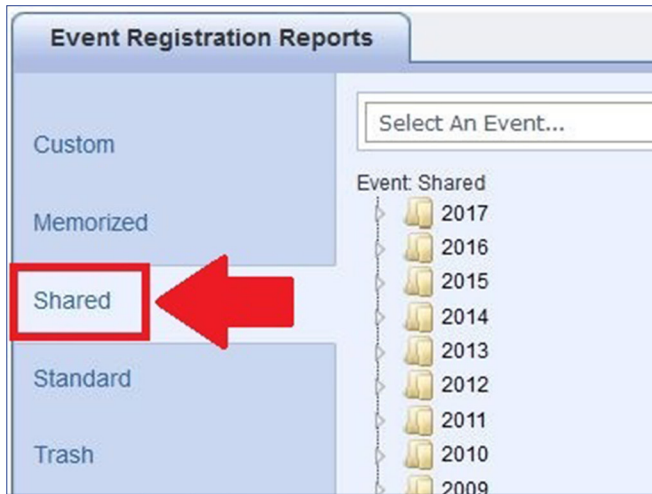 Event Registration Reports
Custom
Memorized
Shared
Standard
Trash
Select An Event...
Event: Shared
2017
2016
2015
2014
2013
2012
2011
2010
2009